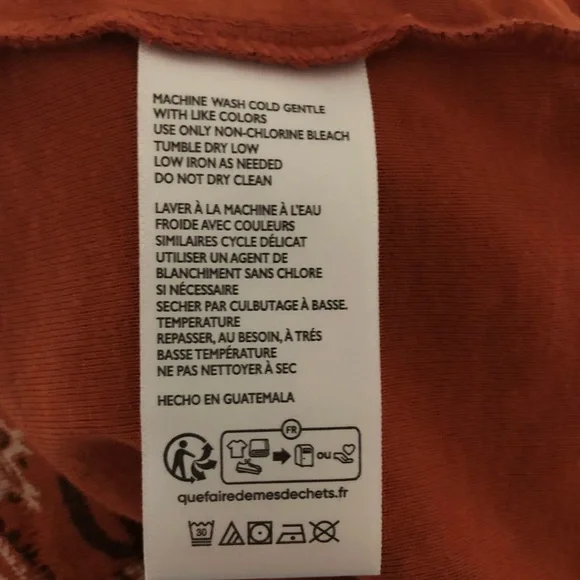 MACHINE WASH COLD GENTLE
WITH LIKE COLORS
USE ONLY NON-CHLORINE BLEACH
TUMBLE DRY LOW
LOW IRON AS NEEDED
DO NOT DRY CLEAN
LAVER À LA MACHINE À L'EAU
FROIDE AVEC COULEURS
SIMILAIRES CYCLE DÉLICAT
UTILISER UN AGENT DE
BLANCHIMENT SANS CHLORE
SI NÉCESSAIRE
SECHER PAR CULBUTAGE À BASSE.
TEMPERATURE
REPASSER, AU BESOIN, À TRÉS
BASSE TEMPÉRATURE
NE PAS NETTOYER À SEC
HECHO EN GUATEMALA
FR
ou
quefairedemesdechets.fr
30